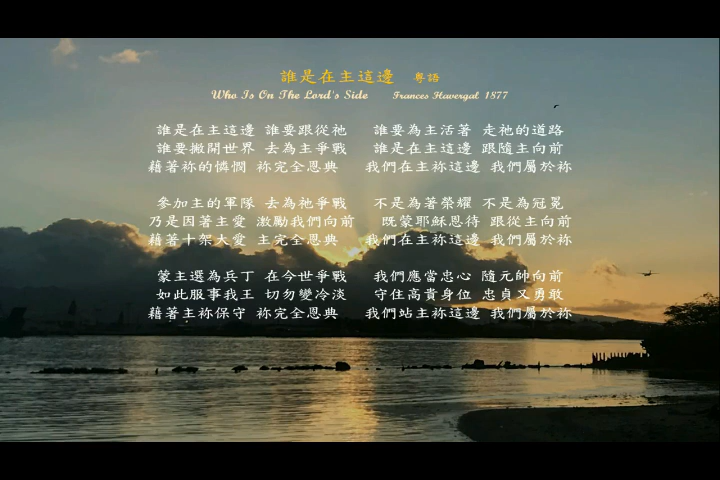 誰是在主這邊 粵語
Who Is On The Lord's Side Frances Havergal 1877
誰是在主這邊 誰要跟從祂 誰要為主活著 走祂的道路
誰要撇開世界 去為主爭戰 誰是在主這邊 跟隨主向前
藉著祢的憐憫 祢完全恩典 我們在主祢這邊 我們屬於祢
參加主的軍隊 去為祂爭戰 不是為著榮耀 不是為冠冕
乃是因著主愛 激勵我們向前 既蒙耶穌恩待 跟從主向前
藉著十架大愛 主完全恩典 我們在主祢這邊 我們屬於祢
蒙主選為兵丁 在今世爭戰 我們應當忠心 隨元帥向前
如此服事我王 切勿變冷淡 守住高貴身位 忠貞又勇敢
藉著主祢保守 祢完全恩典 我們站主祢這邊 我們屬於祢